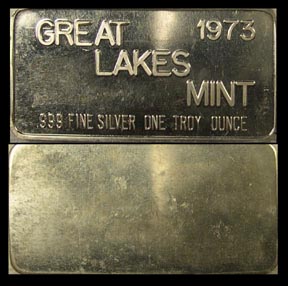 GREAT 1973
LAKES
MINT
.999 FINE SILVER ONE TROY OUNCE